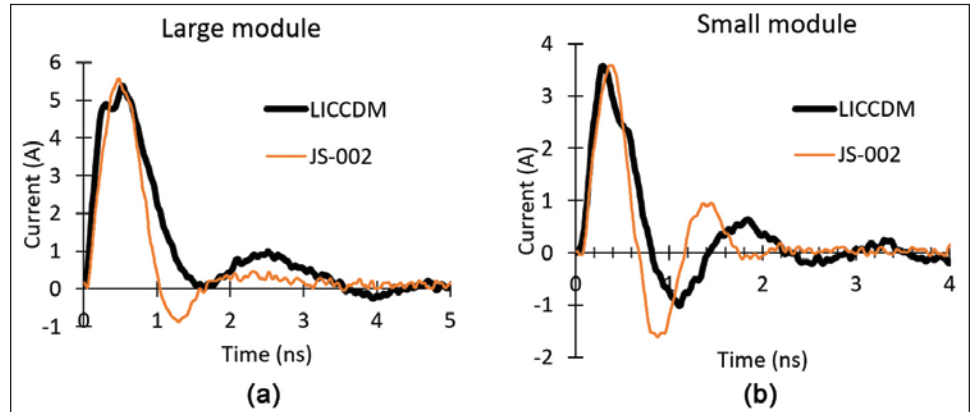 Large module
6
5
4
3
2
1
0
-1
Current (A)
LICCDM
JS-002
0
1
2
3
4
5
Time (ns)
(a)
Small module
4
3
2
1
0
-1
-2
Current (A)
LICCDM
JS-002
0
1
2
3
4
Time (ns)
(b)